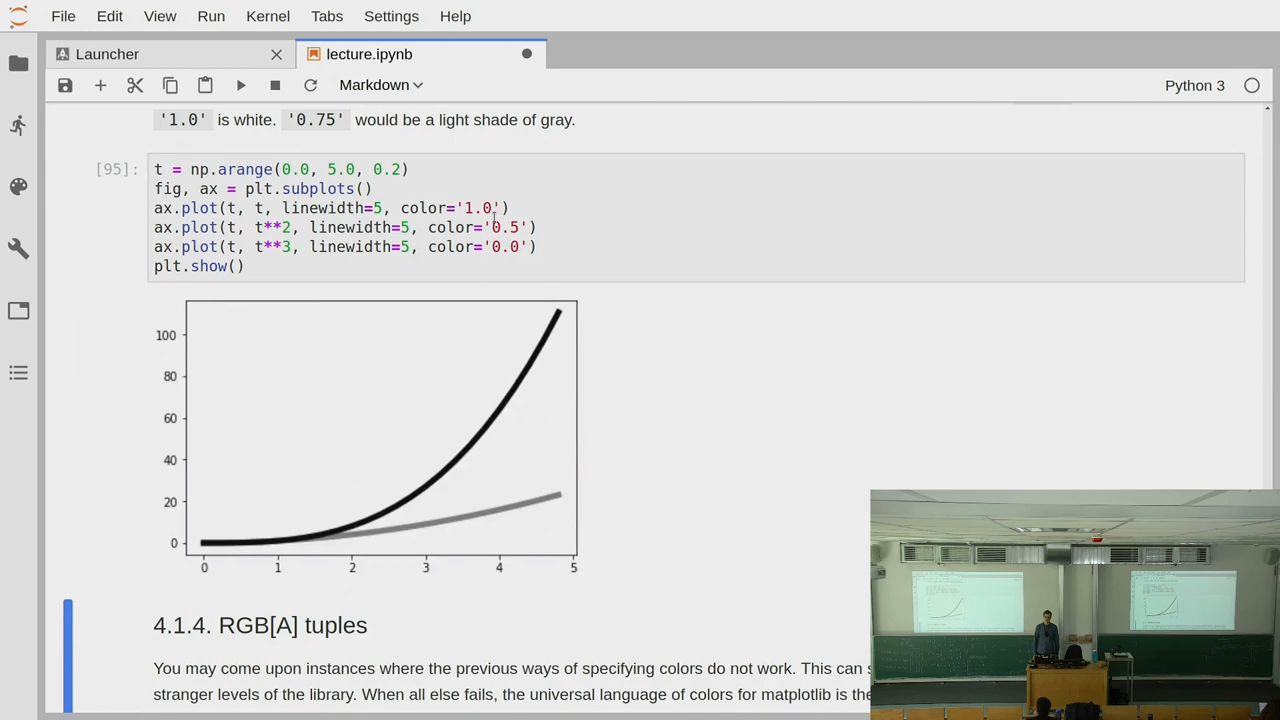 File Edit View Run Kernel Tabs Settings Help
Launcher
lecture.ipynb
Markdown
Python 3
'1.0' is white. '0.75' would be a light shade of gray.
[95]:
t = np.arange(0.0, 5.0, 0.2)
fig, ax = plt.subplots()
ax.plot(t, t, linewidth=5, color='1.0')
ax.plot(t, t**2, linewidth=5, color='0.5')
ax.plot(t, t**3, linewidth=5, color='0.0')
plt.show()
100
80
60
40
20
0
0 1 2 3 4 5
4.1.4. RGB[A] tuples
You may come upon instances where the previous ways of specifying colors do not work. This can
stranger levels of the library. When all else fails, the universal language of colors for matplotlib is the